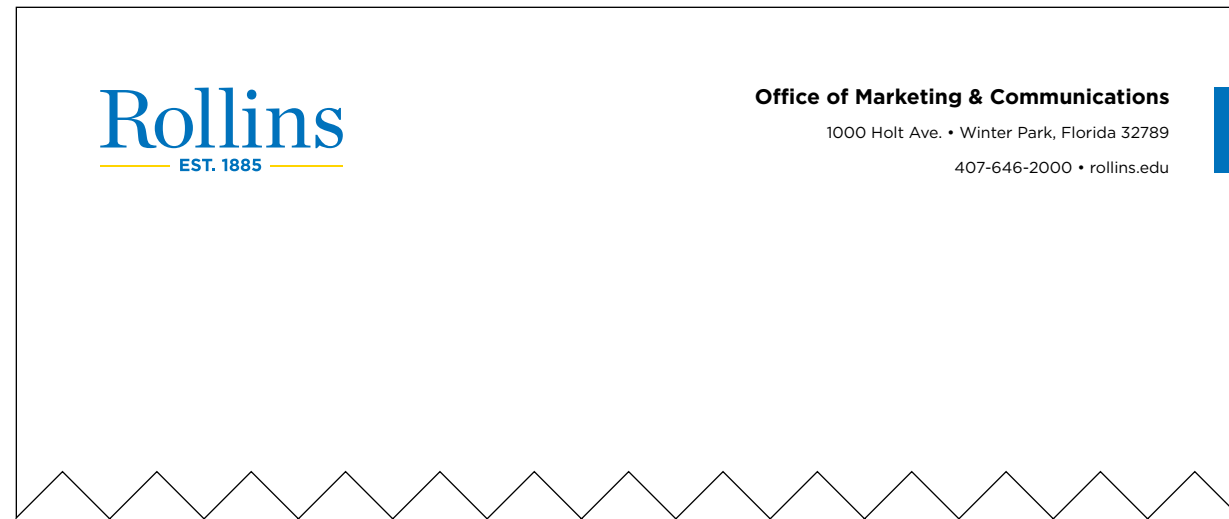 Rollins
EST. 1885
Office of Marketing & Communications
1000 Holt Ave. • Winter Park, Florida 32789
407-646-2000 • rollins.edu